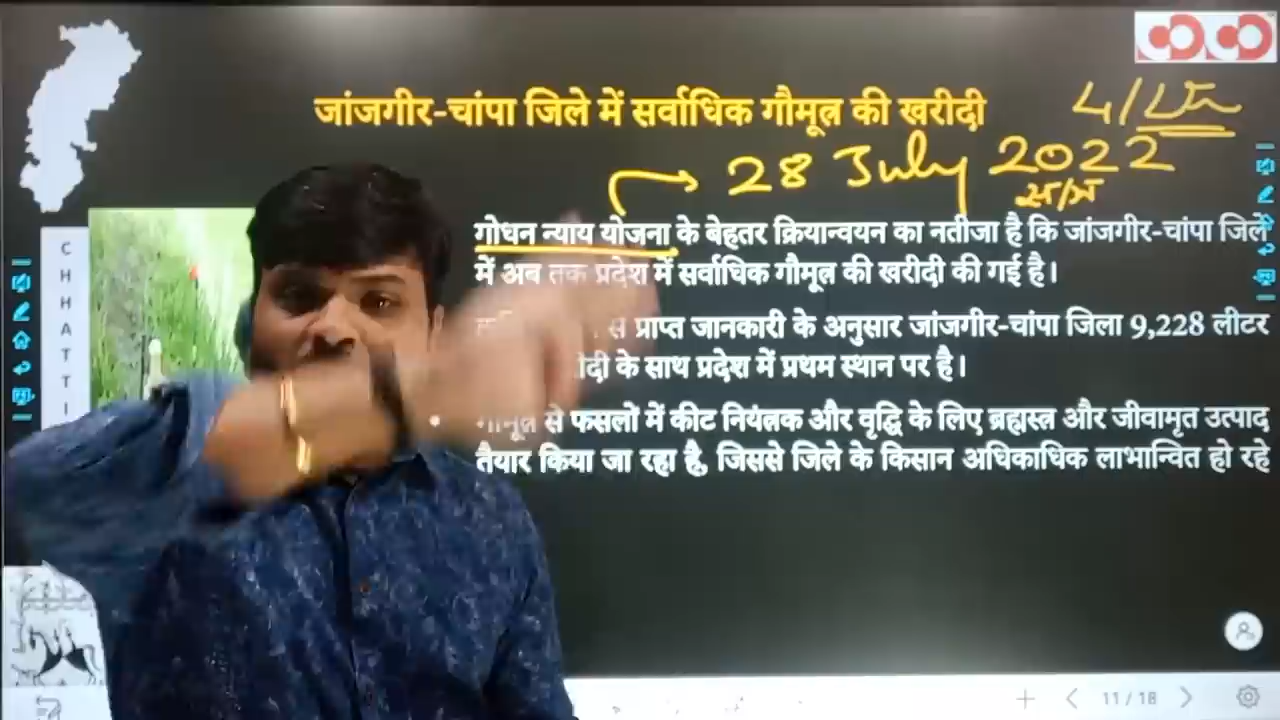 जांजगीर-चांपा जिले में सर्वाधिक गौमूत्र की खरीदी
4/
28 July 2022
गोधन न्याय योजना के बेहतर क्रियान्वयन का नतीजा है कि जांजगीर-चांपा जिले
में अब तक प्रदेश में सर्वाधिक गौमूत्र की खरीदी की गई है।
से प्राप्त जानकारी के अनुसार जांजगीर-चांपा जिला 9,228 लीटर
के साथ प्रदेश में प्रथम स्थान पर है।
गौमूत्र से फसलों में कीट नियंत्रक और वृद्धि के लिए ब्रह्मास्त्र और जीवामृत उत्पाद
तैयार किया जा रहा है, जिससे जिले के किसान अधिकाधिक लाभान्वित हो रहे
C
H
H
A
T
T
I
11 / 18